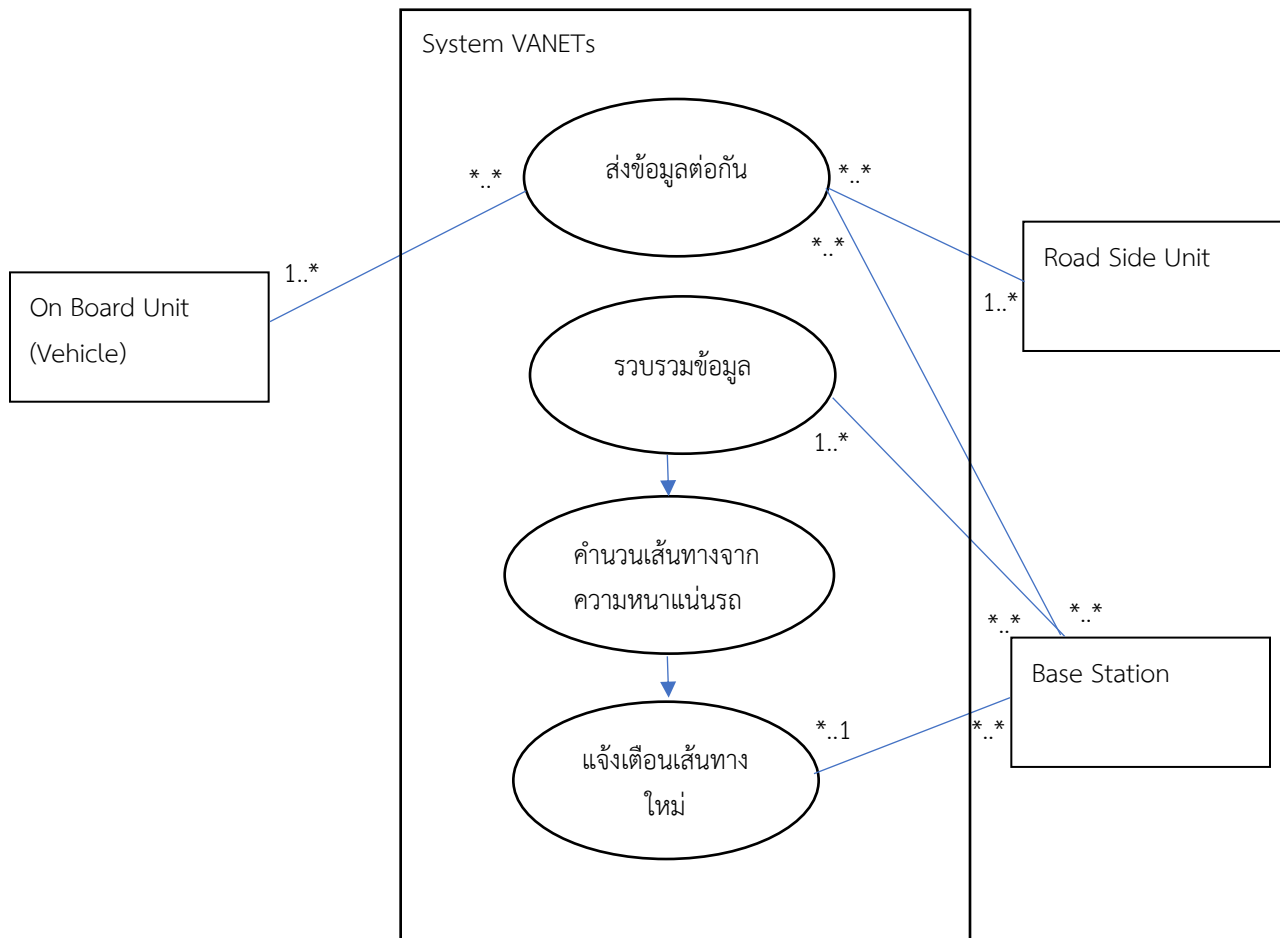 System VANETs
ส่งข้อมูลต่อกัน
*..*
*..*
*..*
Road Side Unit
1..*
1..*
On Board Unit
(Vehicle)
รวบรวมข้อมูล
1..*
คำนวนเส้นทางจาก
ความหนาแน่นรถ
*..*
*..*
Base Station
*..1
*..*
แจ้งเตือนเส้นทาง
ใหม่